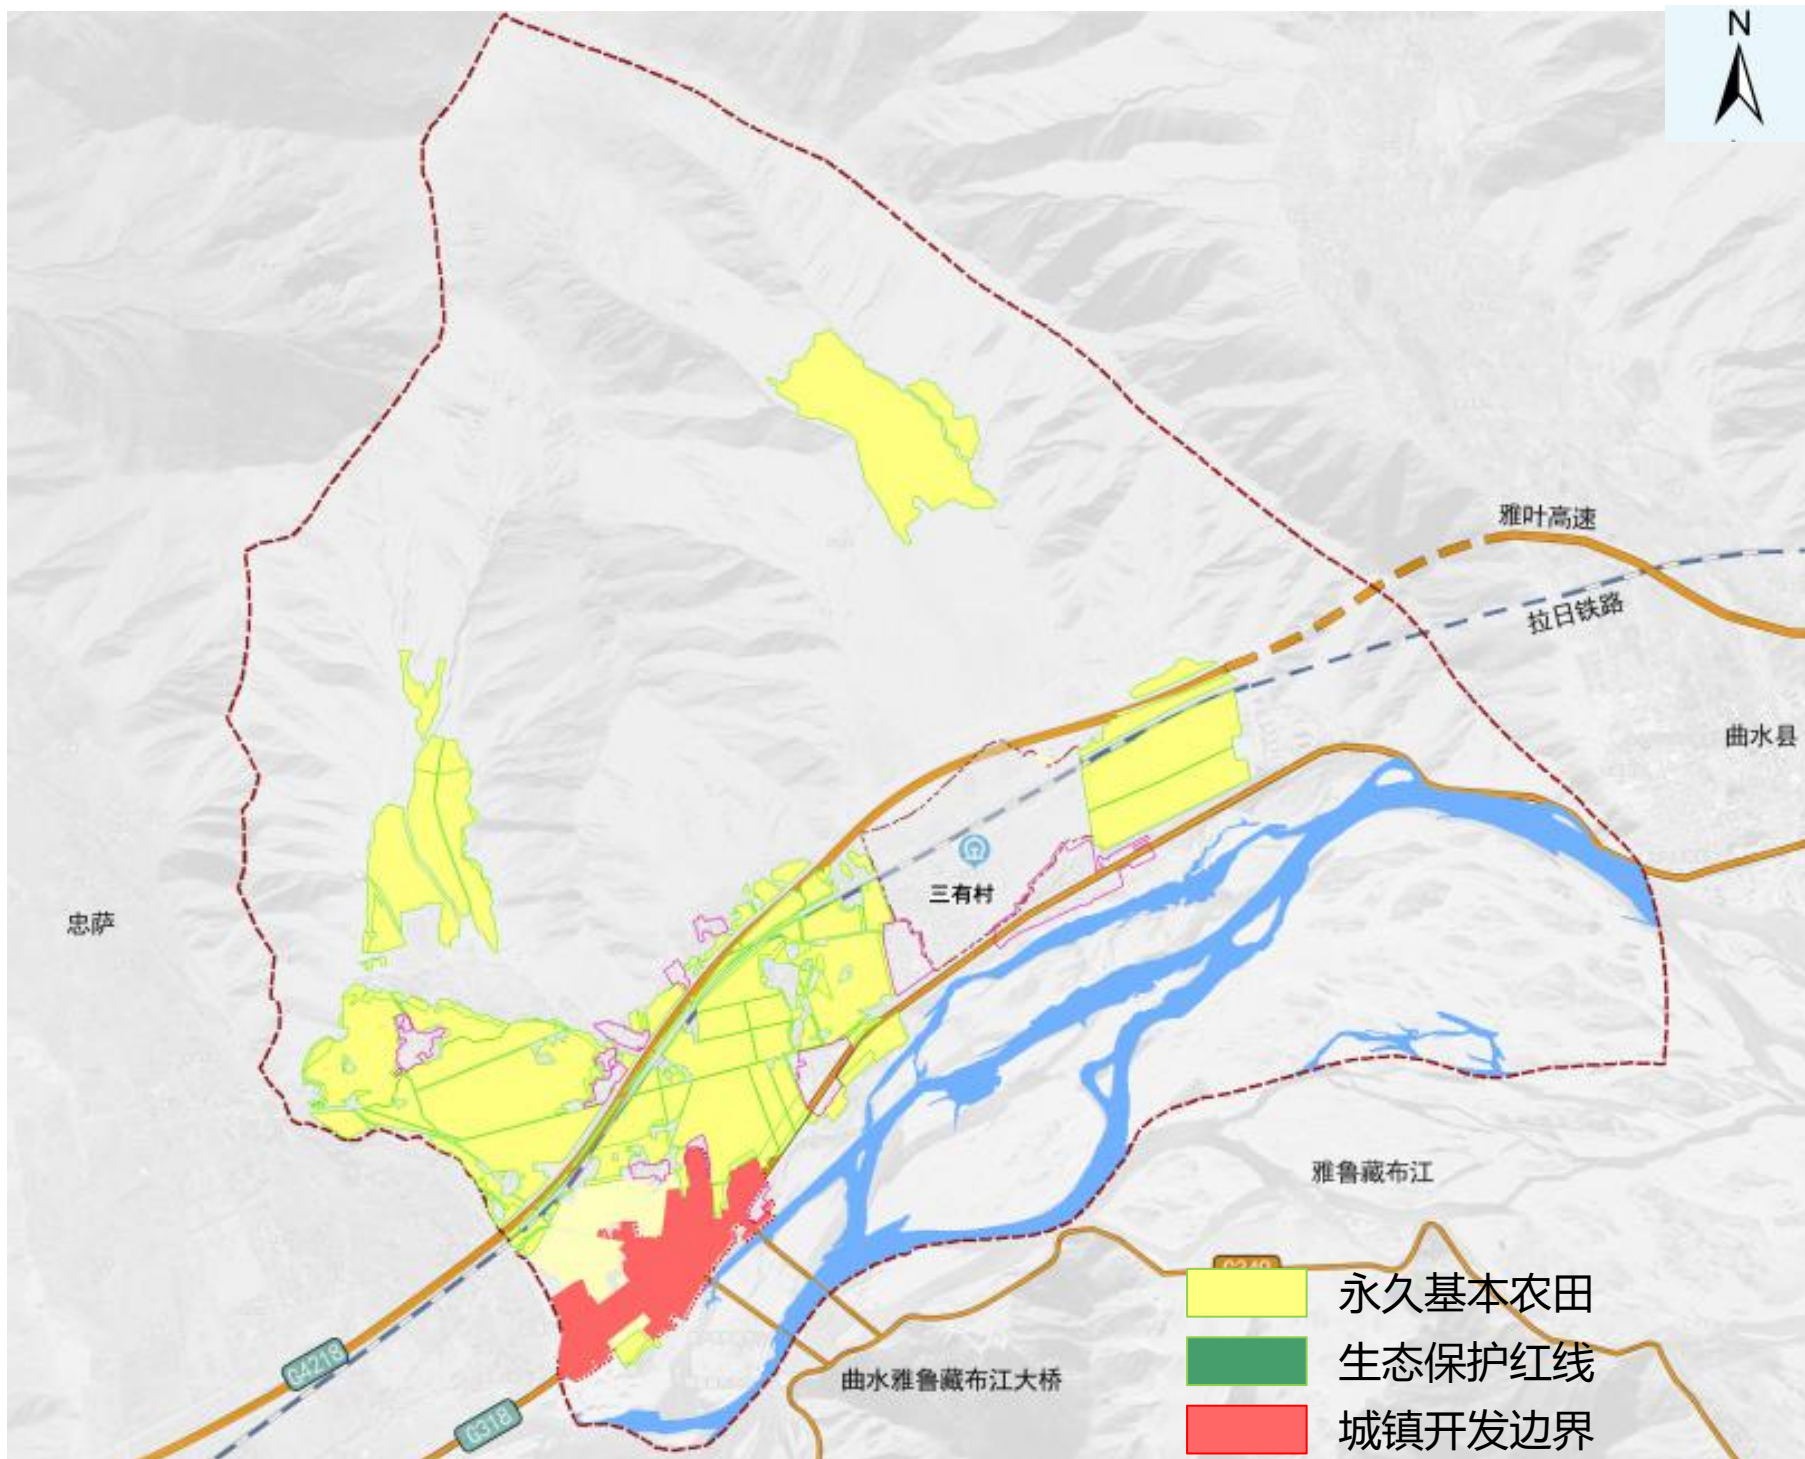 N
雅叶高速
拉日铁路
曲水县
三有村
忠萨
雅鲁藏布江
永久基本农田
G4218
生态保护红线
曲水雅鲁藏布江大桥
G318
城镇开发边界